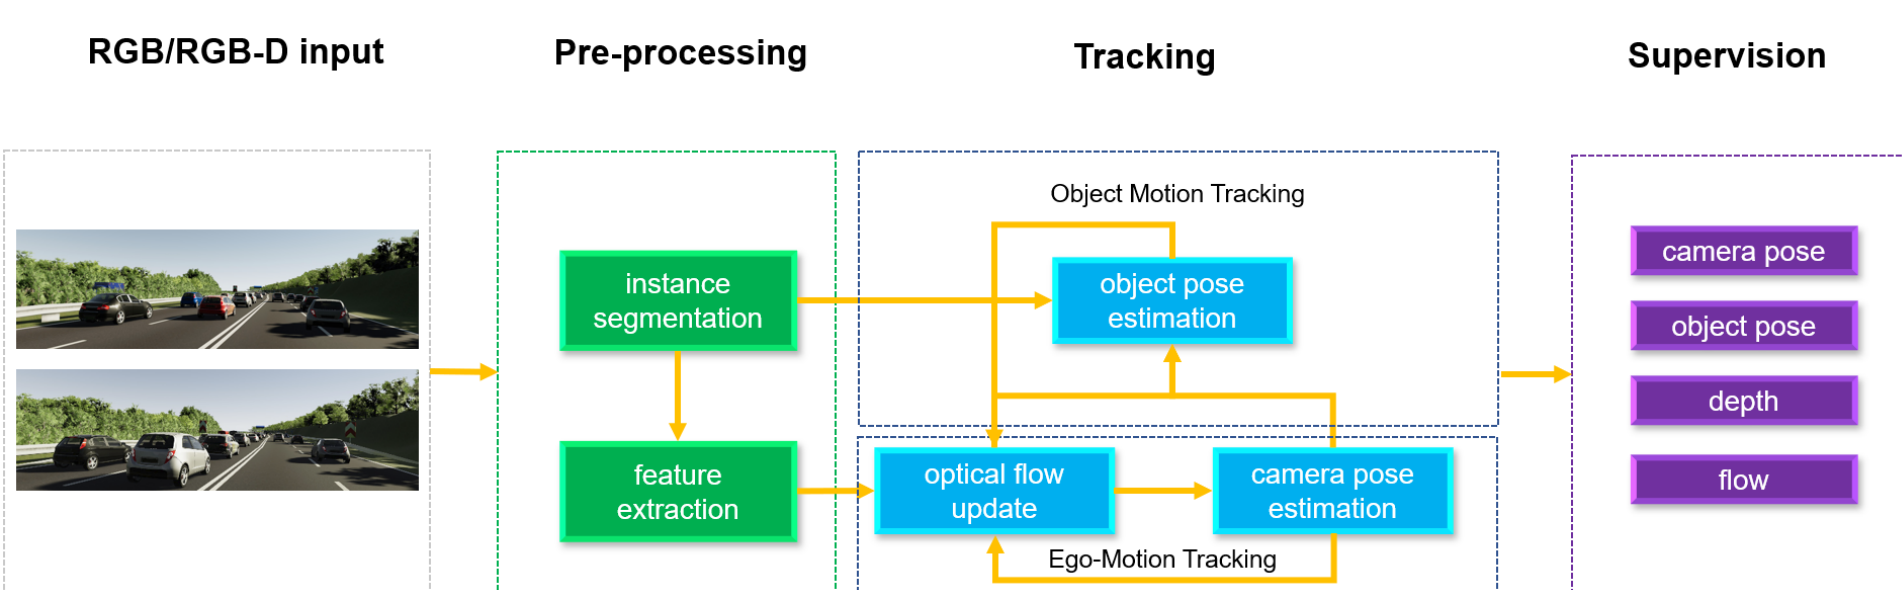 RGB/RGB-D input
Pre-processing
Tracking
Supervision
instance
segmentation
feature
extraction
Object Motion Tracking
object pose
estimation
optical flow
update
camera pose
estimation
Ego-Motion Tracking
camera pose
object pose
depth
flow